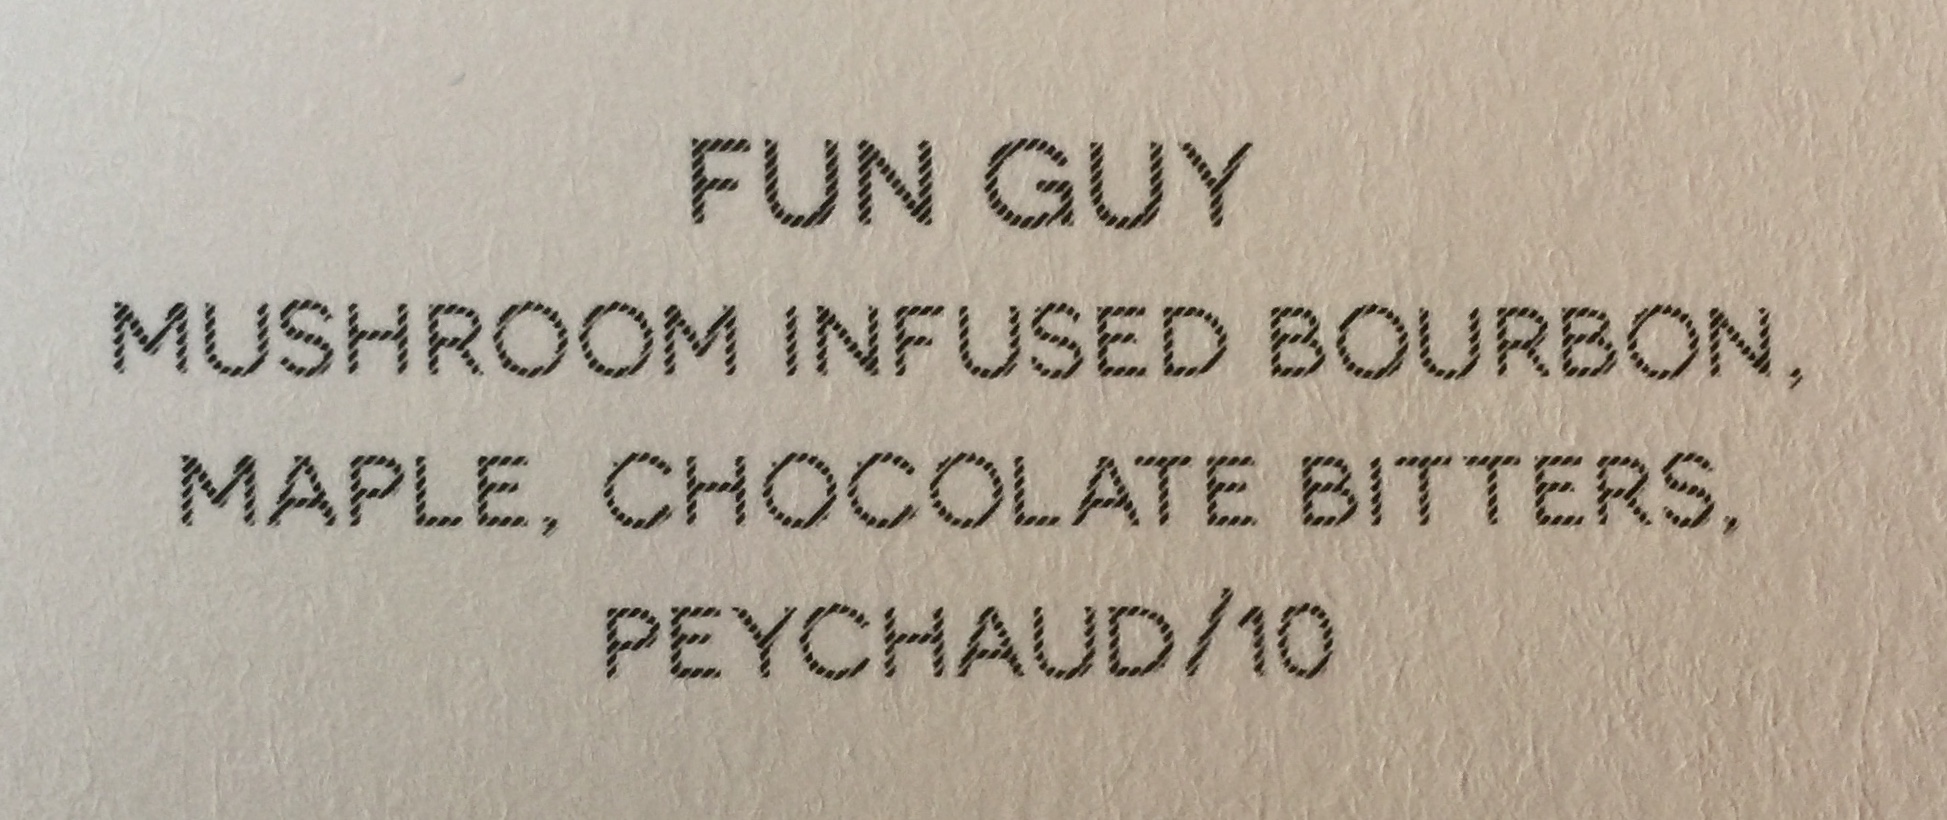 FUN GUY
MUSHROOM INFUSED BOURBON,
MAPLE, CHOCOLATE BITTERS,
PEYCHAUD/10